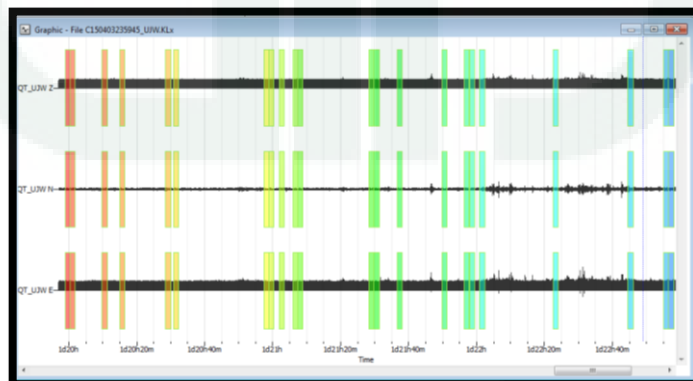 Graphic - File C150403235945_UJW.KLx
QT_UJW Z
QT_UJW N
QT_UJW E
1d20h 1d20h20m 1d20h40m 1d21h 1d21h20m 1d21h40m 1d22h 1d22h20m 1d22h40m
Time